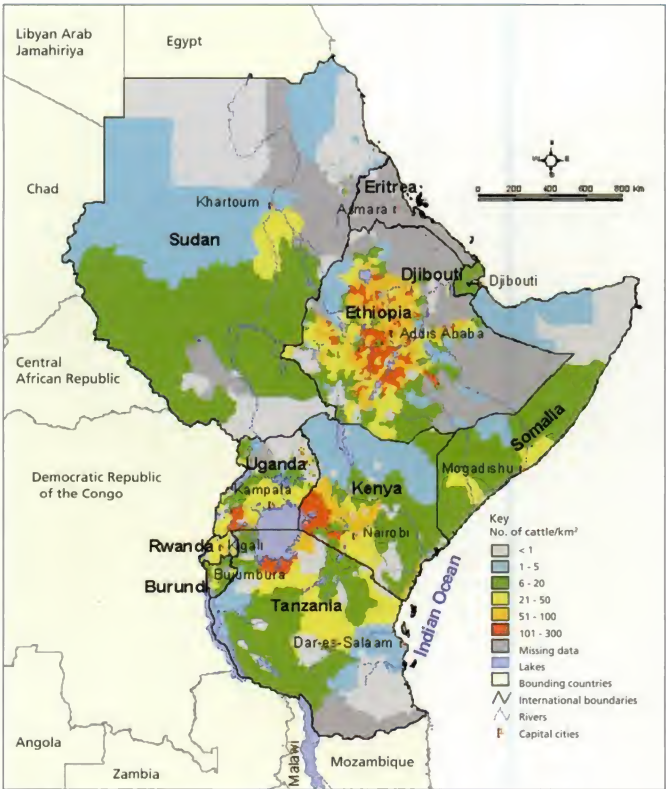 Libyan Arab
Jamahiriya
Egypt
Chad
Khartoum
Sudan
Eritrea
Asmara
N
W E
S
0 200 400 600 800 Km
Djibouti
Djibouti
Ethiopia
Addis Ababa
Central
African Republic
Somalia
Democratic Republic
of the Congo
Uganda
Kampala
Kenya
Mogadishu
Nairobi
Rwanda
Kigali
Burundi
Bujumbura
Tanzania
Dar-es-Salaam
Indian Ocean
Key
No. of cattle/km²
< 1
1 - 5
6 - 20
21 - 50
51 - 100
101 - 300
Missing data
Lakes
Bounding countries
International boundaries
Rivers
Capital cities
Angola
Zambia
Malawi
Mozambique